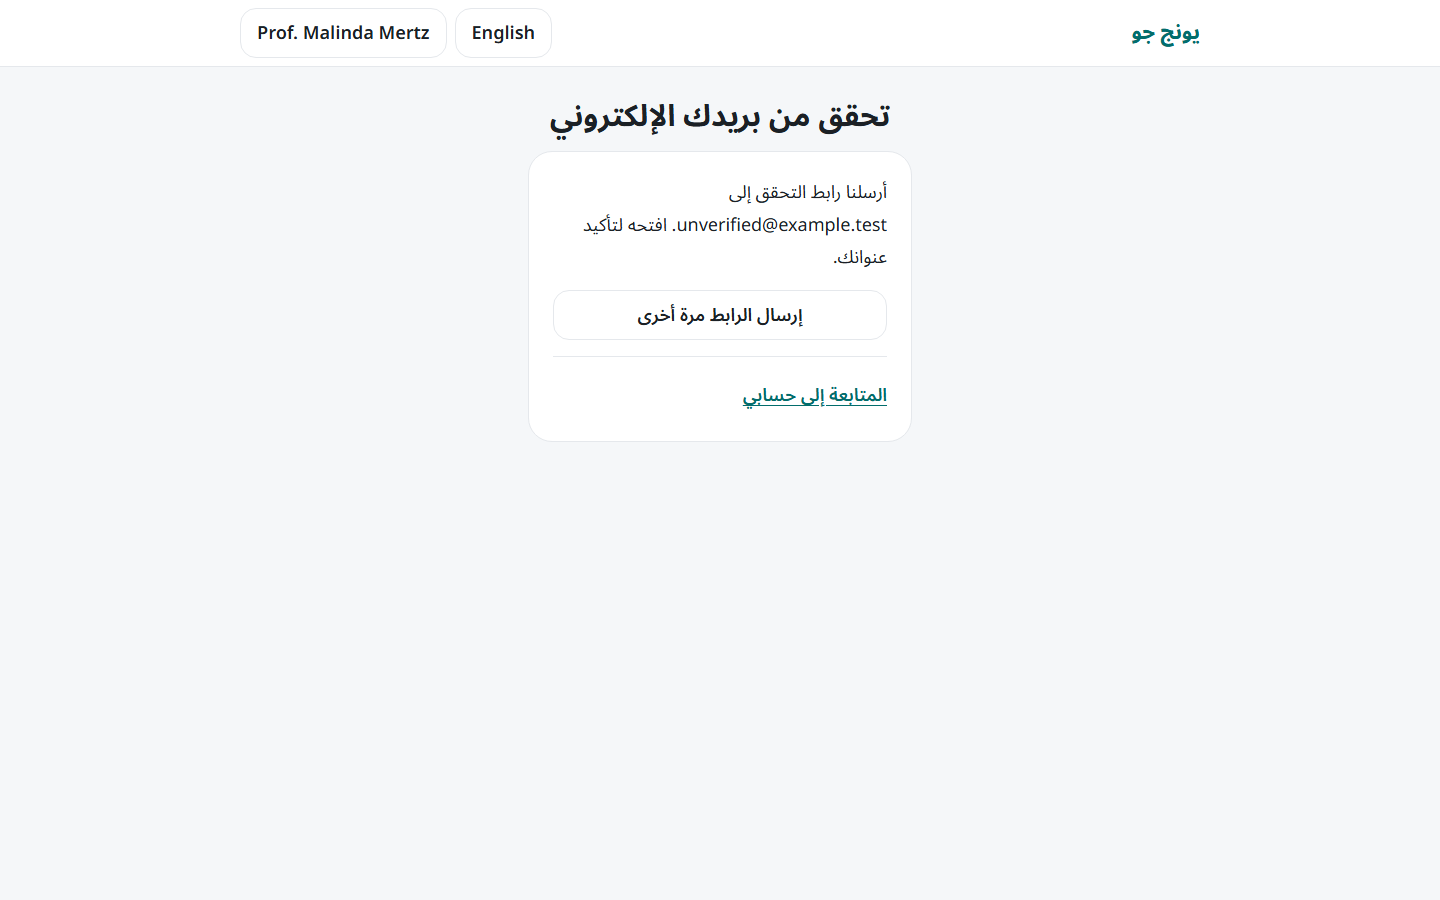 يونج جو
English
Prof. Malinda Mertz
تحقق من بريدك الإلكتروني
أرسلنا رابط التحقق إلى
unverified@example.test. افتحه لتأكيد
عنوانك.
إرسال الرابط مرة أخرى
المتابعة إلى حسابي